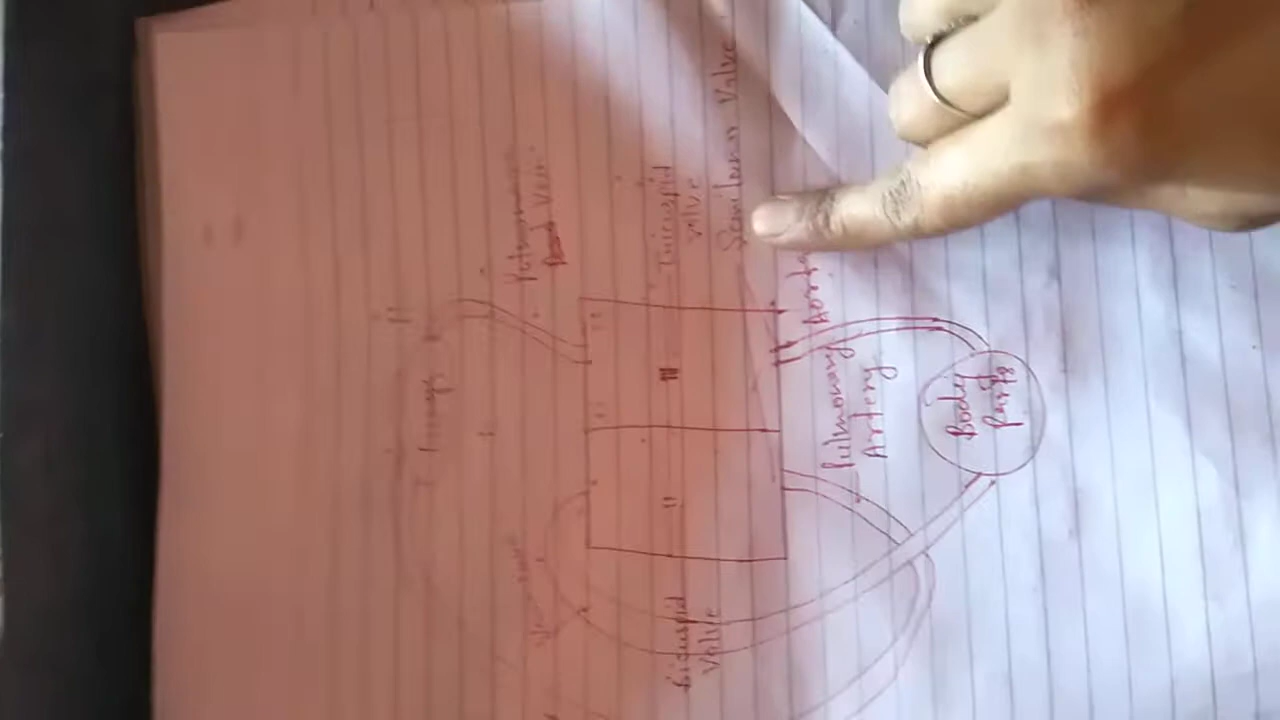 Lungs
Pulmonary
Vein
Tricuspid
valve
Semilunar Valve
Aorta
Pulmonary
Artery
Body
Parts
Bicuspid
Valve